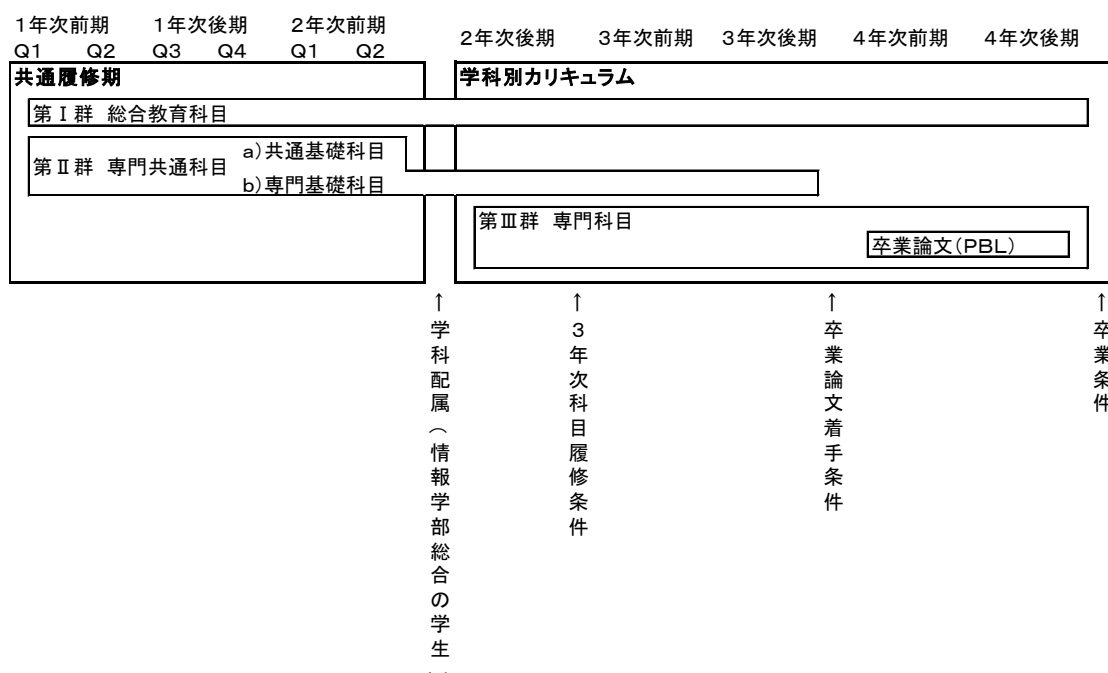 1年次前期 1年次後期 2年次前期
2年次後期 3年次前期 3年次後期 4年次前期 4年次後期
Q1 Q2 Q3 Q4 Q1 Q2
共通履修期
学科別カリキュラム
第Ⅰ群 総合教育科目
第Ⅱ群 専門共通科目
a)共通基礎科目
b)専門基礎科目
第Ⅲ群 専門科目
卒業論文(PBL)
↑学科配属(情報学部総合の学生
↑3年次科目履修条件
↑卒業論文着手条件
↑卒業条件